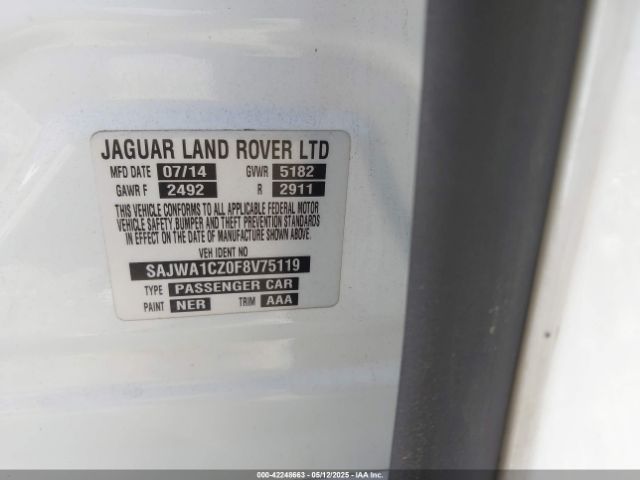 JAGUAR LAND ROVER LTD
MFD DATE 07/14 GVWR 5182
GAWR F 2492 R 2911
THIS VEHICLE CONFORMS TO ALL APPLICABLE FEDERAL MOTOR
VEHICLE SAFETY,BUMPER AND THEFT PREVENTION STANDARDS
IN EFFECT ON THE DATE OF MANUFACTURE SHOWN ABOVE.
VEH IDENT NO
SAJWA1CZ0F8V75119
TYPE PASSENGER CAR
PAINT NER TRIM AAA
000-42248663 - 05/12/2025 - IAA Inc.